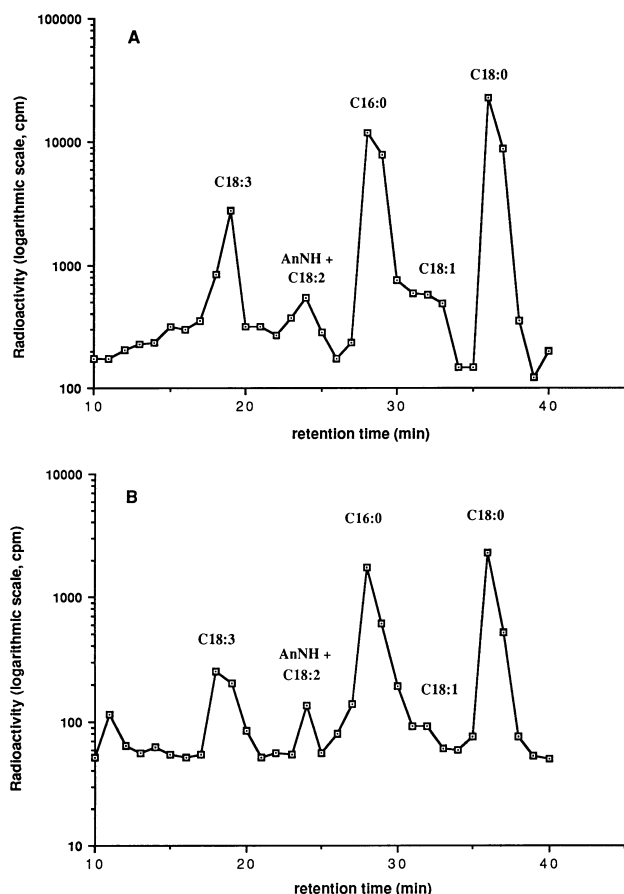 100000
A
C18:0
C16:0
10000
C18:3
AnNH +
C18:2
C18:1
1000
100
10
20
30
40
Radioactivity (logarithmic scale, cpm)
retention time (min)
10000
B
C16:0
C18:0
1000
C18:3
AnNH +
C18:2
C18:1
100
10
10
20
30
40
Radioactivity (logarithmic scale, cpm)
retention time (min)